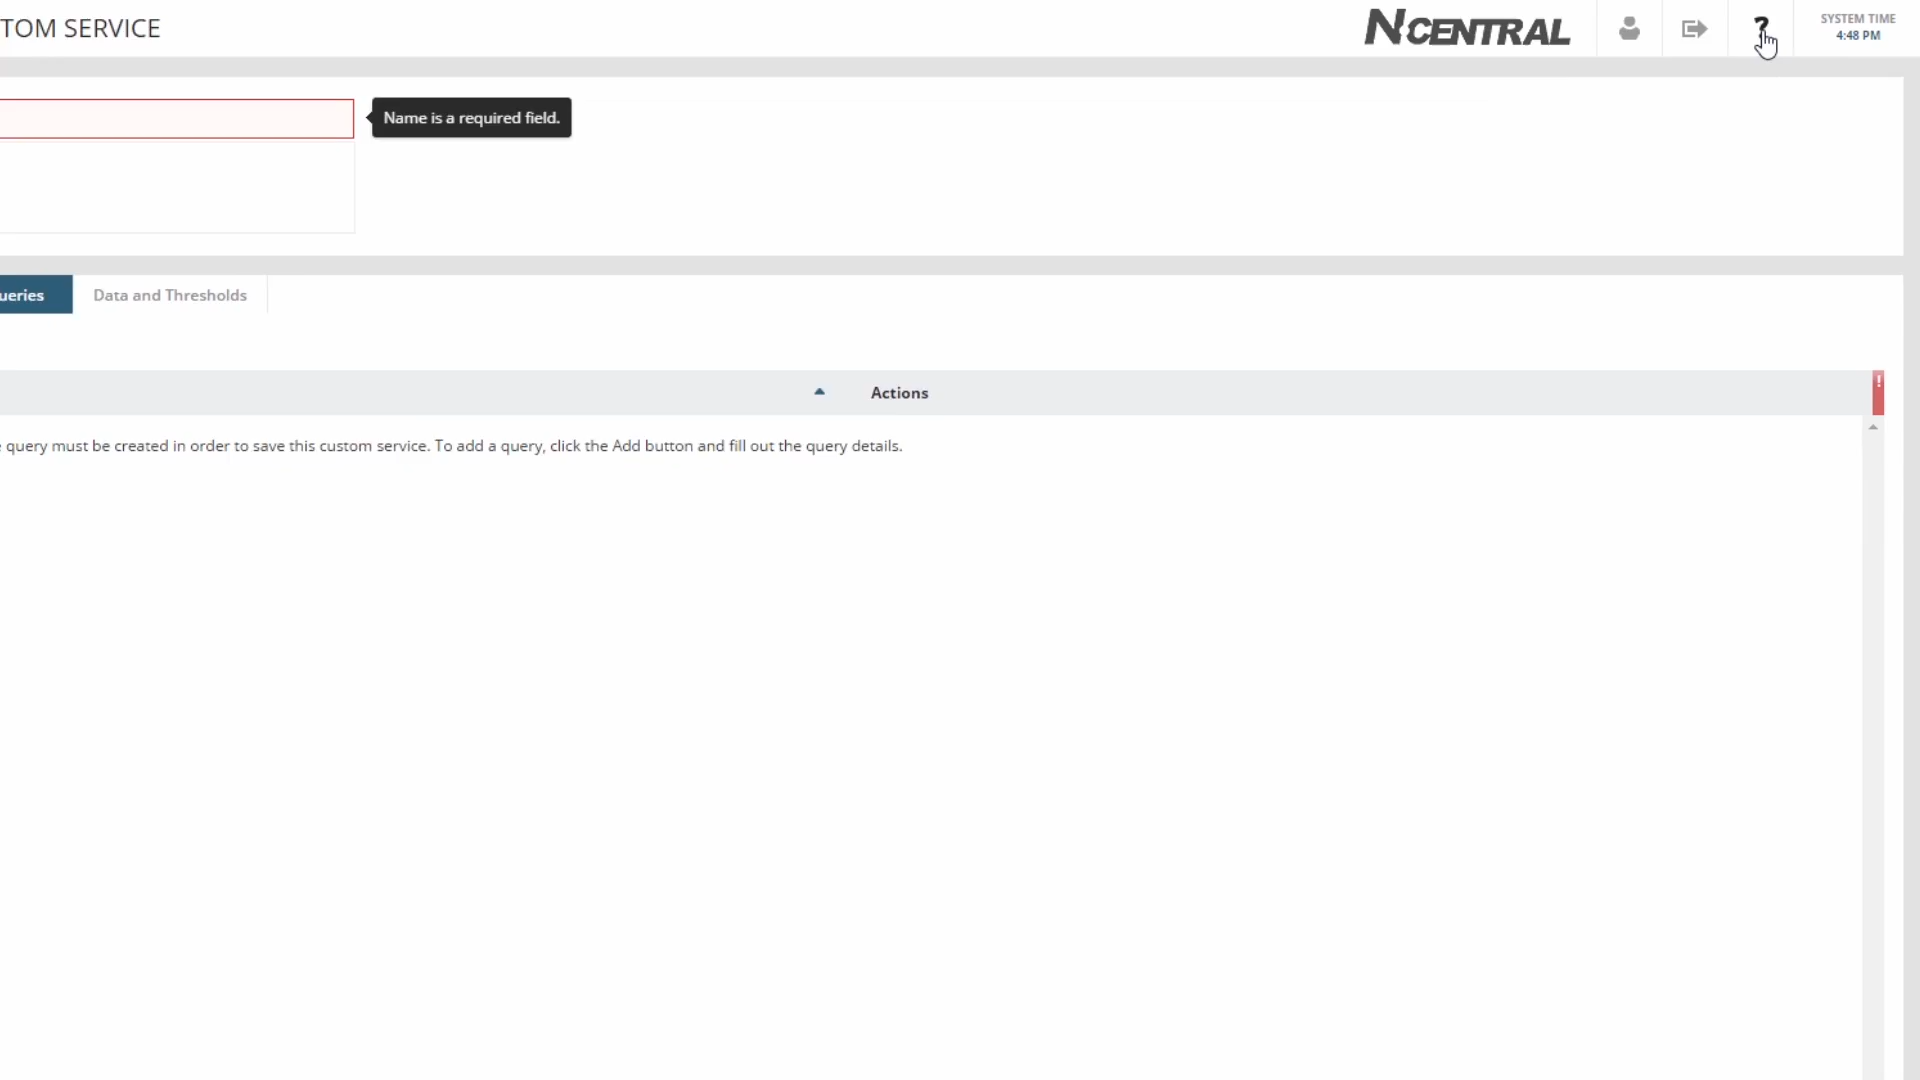 TOM SERVICE
NCENTRAL
?
SYSTEM TIME
4:48 PM
Name is a required field.
ueries
Data and Thresholds
Actions
!
query must be created in order to save this custom service. To add a query, click the Add button and fill out the query details.